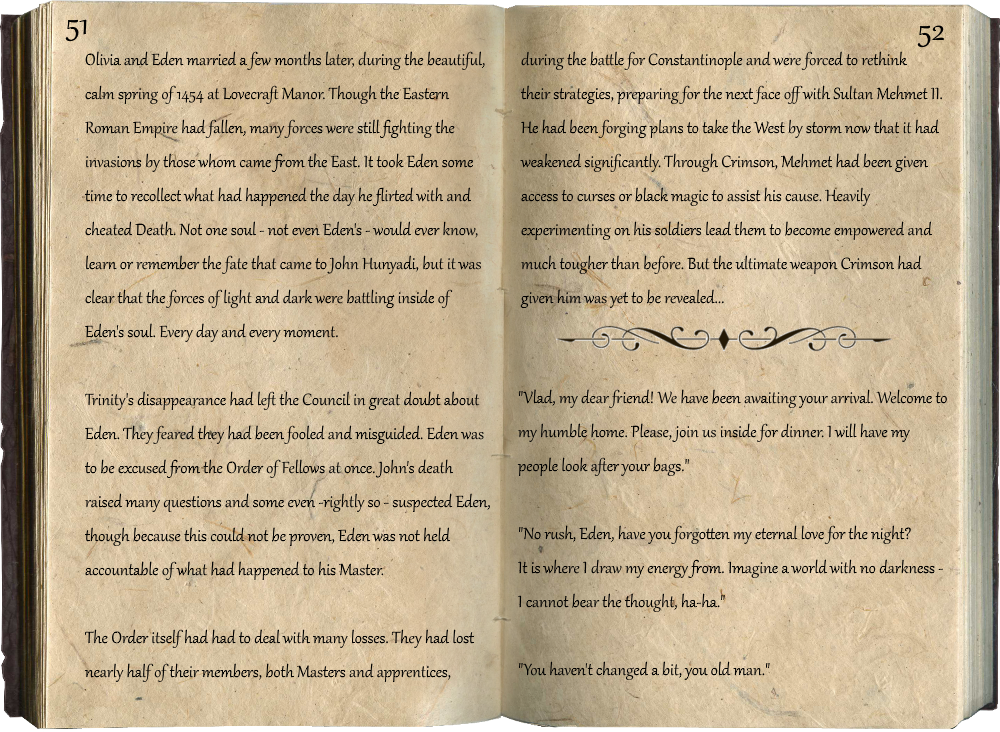 51
Olivia and Eden married a few months later, during the beautiful,
calm spring of 1454 at Lovecraft Manor. Though the Eastern
Roman Empire had fallen, many forces were still fighting the
invasions by those whom came from the East. It took Eden some
time to recollect what had happened the day he flirted with and
cheated Death. Not one soul - not even Eden's - would ever know,
learn or remember the fate that came to John Hunyadi, but it was
clear that the forces of light and dark were battling inside of
Eden's soul. Every day and every moment.
Trinity's disappearance had left the Council in great doubt about
Eden. They feared they had been fooled and misguided. Eden was
to be excused from the Order of Fellows at once. John's death
raised many questions and some even -rightly so - suspected Eden,
though because this could not be proven, Eden was not held
accountable of what had happened to his Master.
The Order itself had had to deal with many losses. They had lost
nearly half of their members, both Masters and apprentices,
52
during the battle for Constantinople and were forced to rethink
their strategies, preparing for the next face off with Sultan Mehmet II.
He had been forging plans to take the West by storm now that it had
weakened significantly. Through Crimson, Mehmet had been given
access to curses or black magic to assist his cause. Heavily
experimenting on his soldiers lead them to become empowered and
much tougher than before. But the ultimate weapon Crimson had
given him was yet to be revealed...
"Vlad, my dear friend! We have been awaiting your arrival. Welcome to
my humble home. Please, join us inside for dinner. I will have my
people look after your bags."
"No rush, Eden, have you forgotten my eternal love for the night?
It is where I draw my energy from. Imagine a world with no darkness -
I cannot bear the thought, ha-ha."
"You haven't changed a bit, you old man."